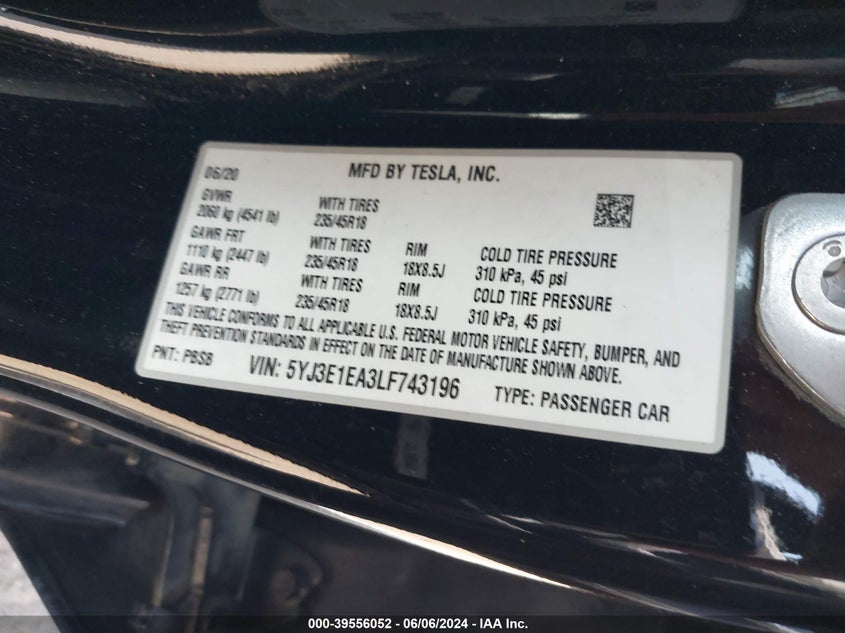 06/20 MFD BY TESLA, INC.
GVWR
2060 kg (4541 lb) WITH TIRES 235/45R18
GAWR FRT
1110 kg (2447 lb) WITH TIRES 235/45R18 RIM 18X8.5J COLD TIRE PRESSURE 310 kPa, 45 psi
GAWR RR
1257 kg (2771 lb) WITH TIRES 235/45R18 RIM 18X8.5J COLD TIRE PRESSURE 310 kPa, 45 psi
THIS VEHICLE CONFORMS TO ALL APPLICABLE U.S. FEDERAL MOTOR VEHICLE SAFETY, BUMPER, AND
THEFT PREVENTION STANDARDS IN EFFECT ON THE DATE OF MANUFACTURE SHOWN ABOVE.
PNT: PBSB VIN: 5YJ3E1EA3LF743196 TYPE: PASSENGER CAR
000-39556052 - 06/06/2024 - IAA Inc.